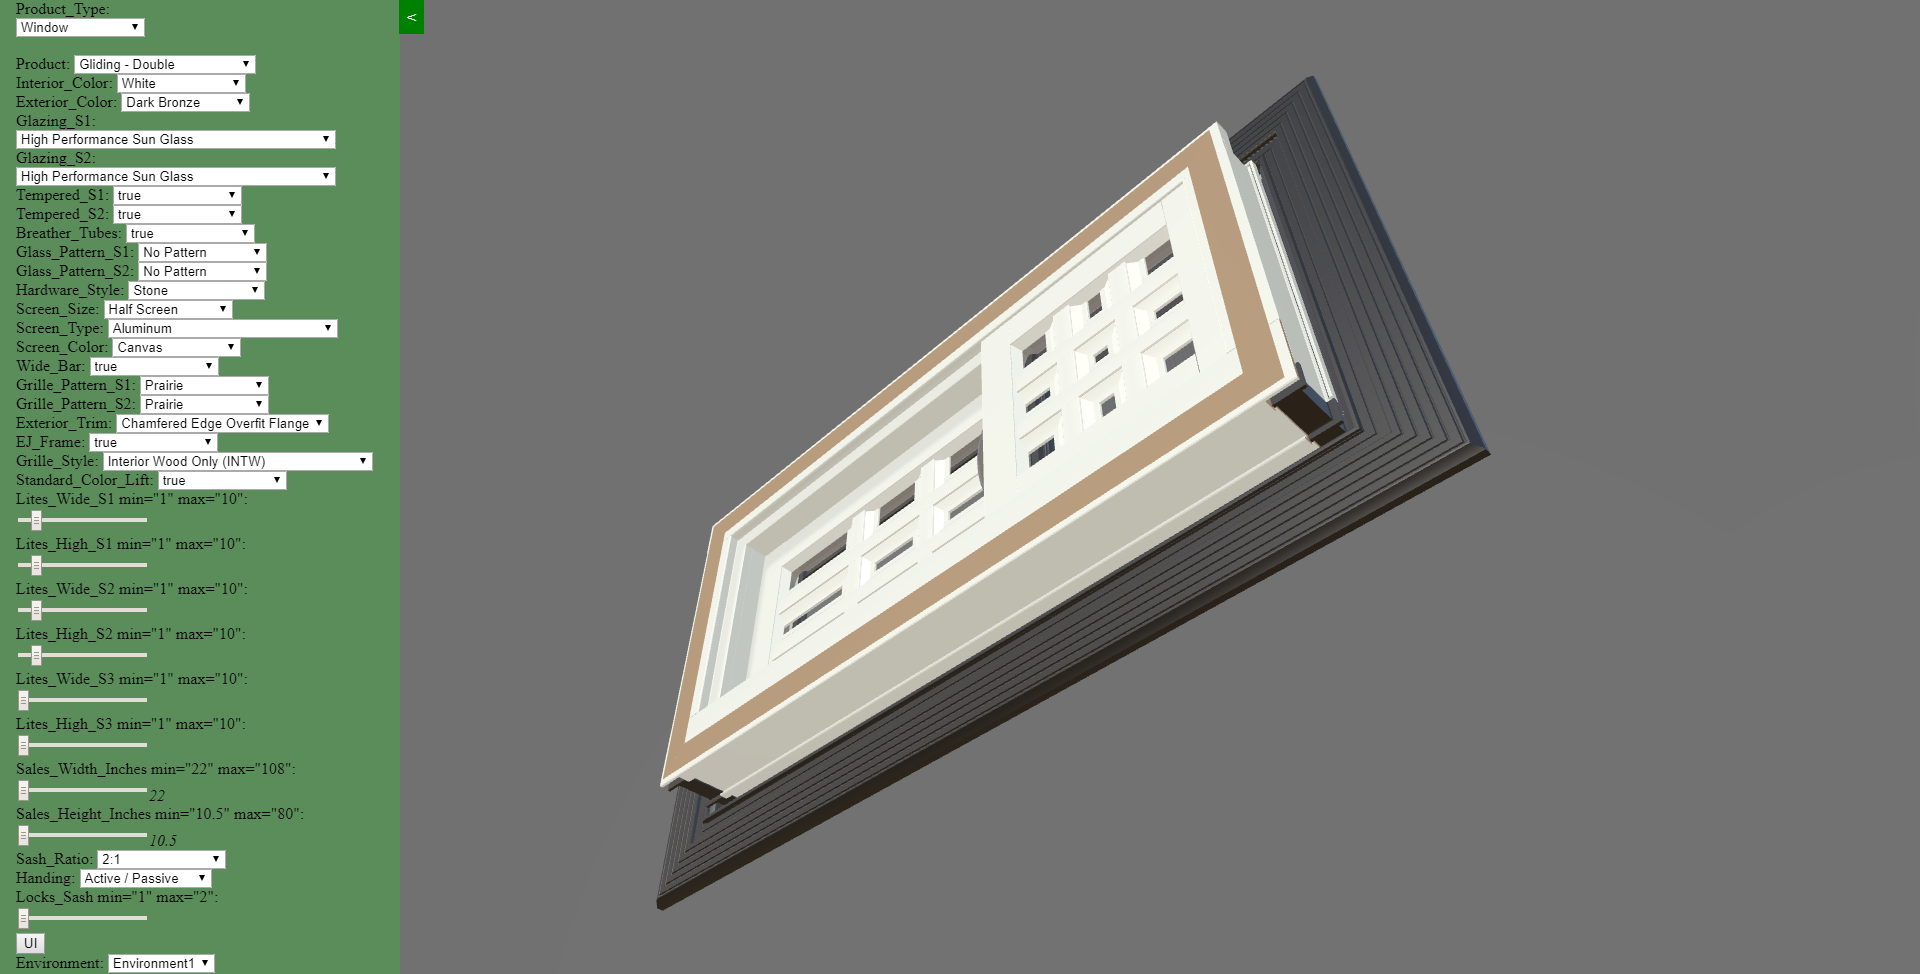 Product_Type:
Window
<
Product: Gliding - Double
Interior_Color: White
Exterior_Color: Dark Bronze
Glazing_S1:
High Performance Sun Glass
Glazing_S2:
High Performance Sun Glass
Tempered_S1: true
Tempered_S2: true
Breather_Tubes: true
Glass_Pattern_S1: No Pattern
Glass_Pattern_S2: No Pattern
Hardware_Style: Stone
Screen_Size: Half Screen
Screen_Type: Aluminum
Screen_Color: Canvas
Wide_Bar: true
Grille_Pattern_S1: Prairie
Grille_Pattern_S2: Prairie
Exterior_Trim: Chamfered Edge Overfit Flange
EJ_Frame: true
Grille_Style: Interior Wood Only (INTW)
Standard_Color_Lift: true
Lites_Wide_S1 min="1" max="10":
Lites_High_S1 min="1" max="10":
Lites_Wide_S2 min="1" max="10":
Lites_High_S2 min="1" max="10":
Lites_Wide_S3 min="1" max="10":
Lites_High_S3 min="1" max="10":
Sales_Width_Inches min="22" max="108":
22
Sales_Height_Inches min="10.5" max="80":
10.5
Sash_Ratio: 2:1
Handing: Active / Passive
Locks_Sash min="1" max="2":
UI
Environment: Environment1